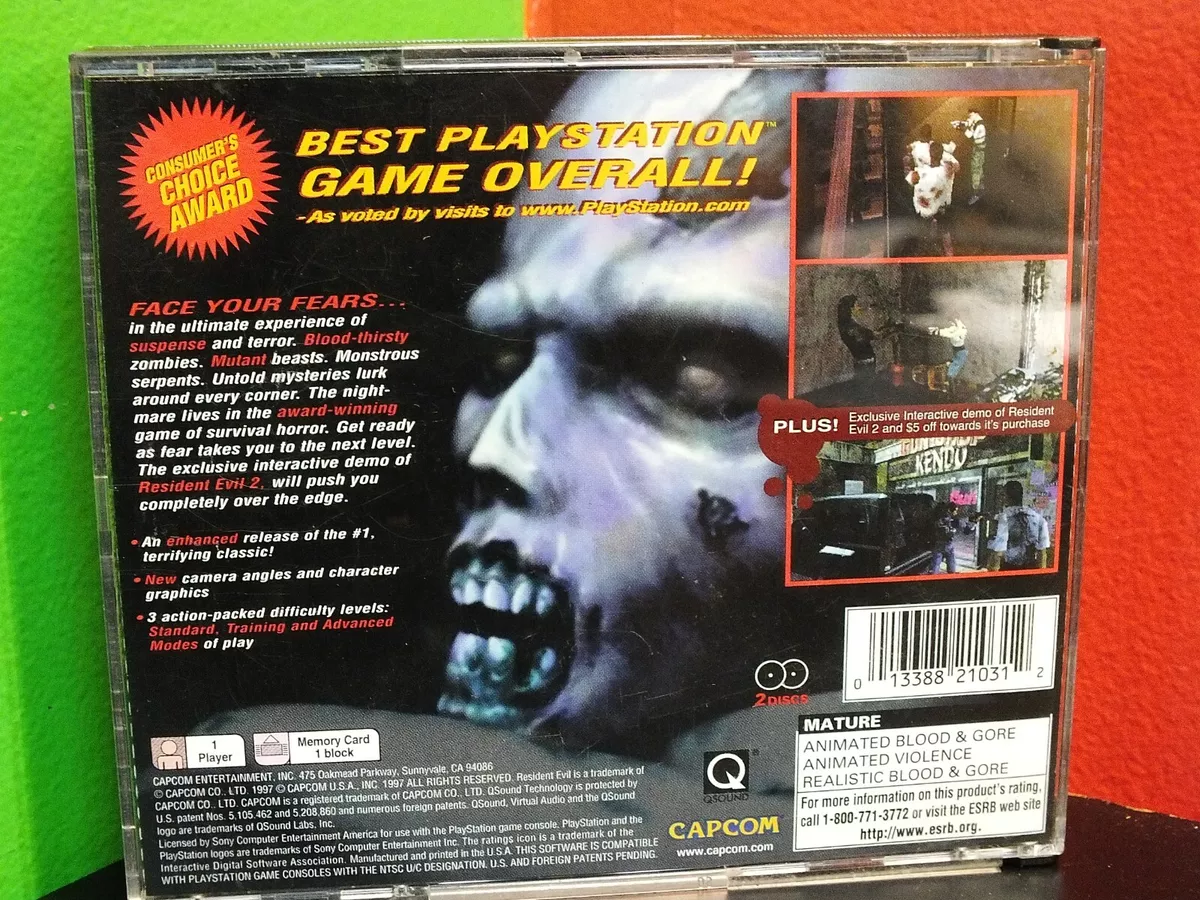 CONSUMER'S
CHOICE
AWARD
BEST PLAYSTATION™
GAME OVERALL!
-As voted by visits to www.PlayStation.com
FACE YOUR FEARS...
in the ultimate experience of
suspense and terror. Blood-thirsty
zombies. Mutant beasts. Monstrous
serpents. Untold mysteries lurk
around every corner. The night-
mare lives in the award-winning
game of survival horror. Get ready
as fear takes you to the next level.
The exclusive interactive demo of
Resident Evil 2, will push you
completely over the edge.
• An enhanced release of the #1,
terrifying classic!
• New camera angles and character
graphics
• 3 action-packed difficulty levels:
Standard, Training and Advanced
Modes of play
PLUS!
Exclusive Interactive demo of Resident
Evil 2 and $5 off towards it's purchase
KENDO
2 DISCS
0 13388 21031 2
1
Player
Memory Card
1 block
CAPCOM ENTERTAINMENT, INC. 475 Oakmead Parkway, Sunnyvale, CA 94086
© CAPCOM CO., LTD. 1997 © CAPCOM U.S.A., INC. 1997 ALL RIGHTS RESERVED. Resident Evil is a trademark of
CAPCOM CO., LTD. CAPCOM is a registered trademark of CAPCOM CO., LTD. QSound Technology is protected by
U.S. patent Nos. 5,105,462 and 5,208,860 and numerous foreign patents. QSound, Virtual Audio and the QSound
logo are trademarks of QSound Labs, Inc.
Licensed by Sony Computer Entertainment America for use with the PlayStation game console. PlayStation and the
PlayStation logos are trademarks of Sony Computer Entertainment Inc. The ratings icon is a trademark of the
Interactive Digital Software Association. Manufactured and printed in the U.S.A. THIS SOFTWARE IS COMPATIBLE
WITH PLAYSTATION GAME CONSOLES WITH THE NTSC U/C DESIGNATION. U.S. AND FOREIGN PATENTS PENDING.
Q®
QSOUND
CAPCOM
www.capcom.com
MATURE
ANIMATED BLOOD & GORE
ANIMATED VIOLENCE
REALISTIC BLOOD & GORE
For more information on this product's rating,
call 1-800-771-3772 or visit the ESRB web site
http://www.esrb.org.